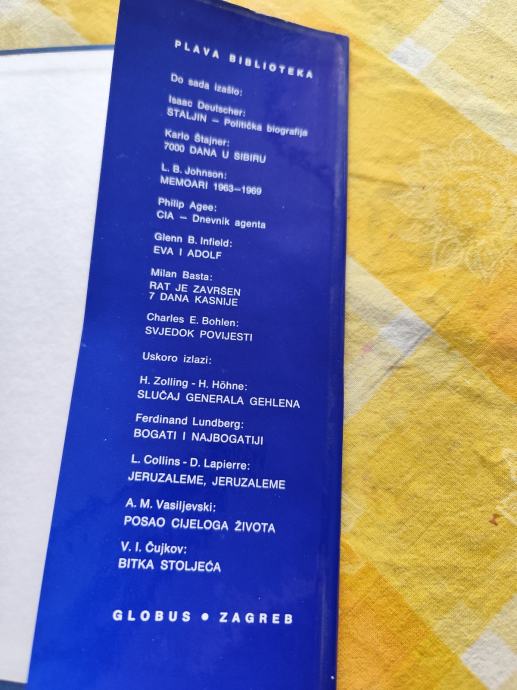 PLAVA BIBLIOTEKA
Do sada izašlo:
Isaac Deutscher:
STALJIN – Politička biografija
Karlo Štajner:
7000 DANA U SIBIRU
L. B. Johnson:
MEMOARI 1963–1969
Philip Agee:
CIA – Dnevnik agenta
Glenn B. Infield:
EVA I ADOLF
Milan Basta:
RAT JE ZAVRŠEN
7 DANA KASNIJE
Charles E. Bohlen:
SVJEDOK POVIJESTI
Uskoro izlazi:
H. Zolling - H. Höhne:
SLUČAJ GENERALA GEHLENA
Ferdinand Lundberg:
BOGATI I NAJBOGATIJI
L. Collins - D. Lapierre:
JERUZALEME, JERUZALEME
A. M. Vasiljevski:
POSAO CIJELOGA ŽIVOTA
V. I. Čujkov:
BITKA STOLJEĆA
GLOBUS • ZAGREB